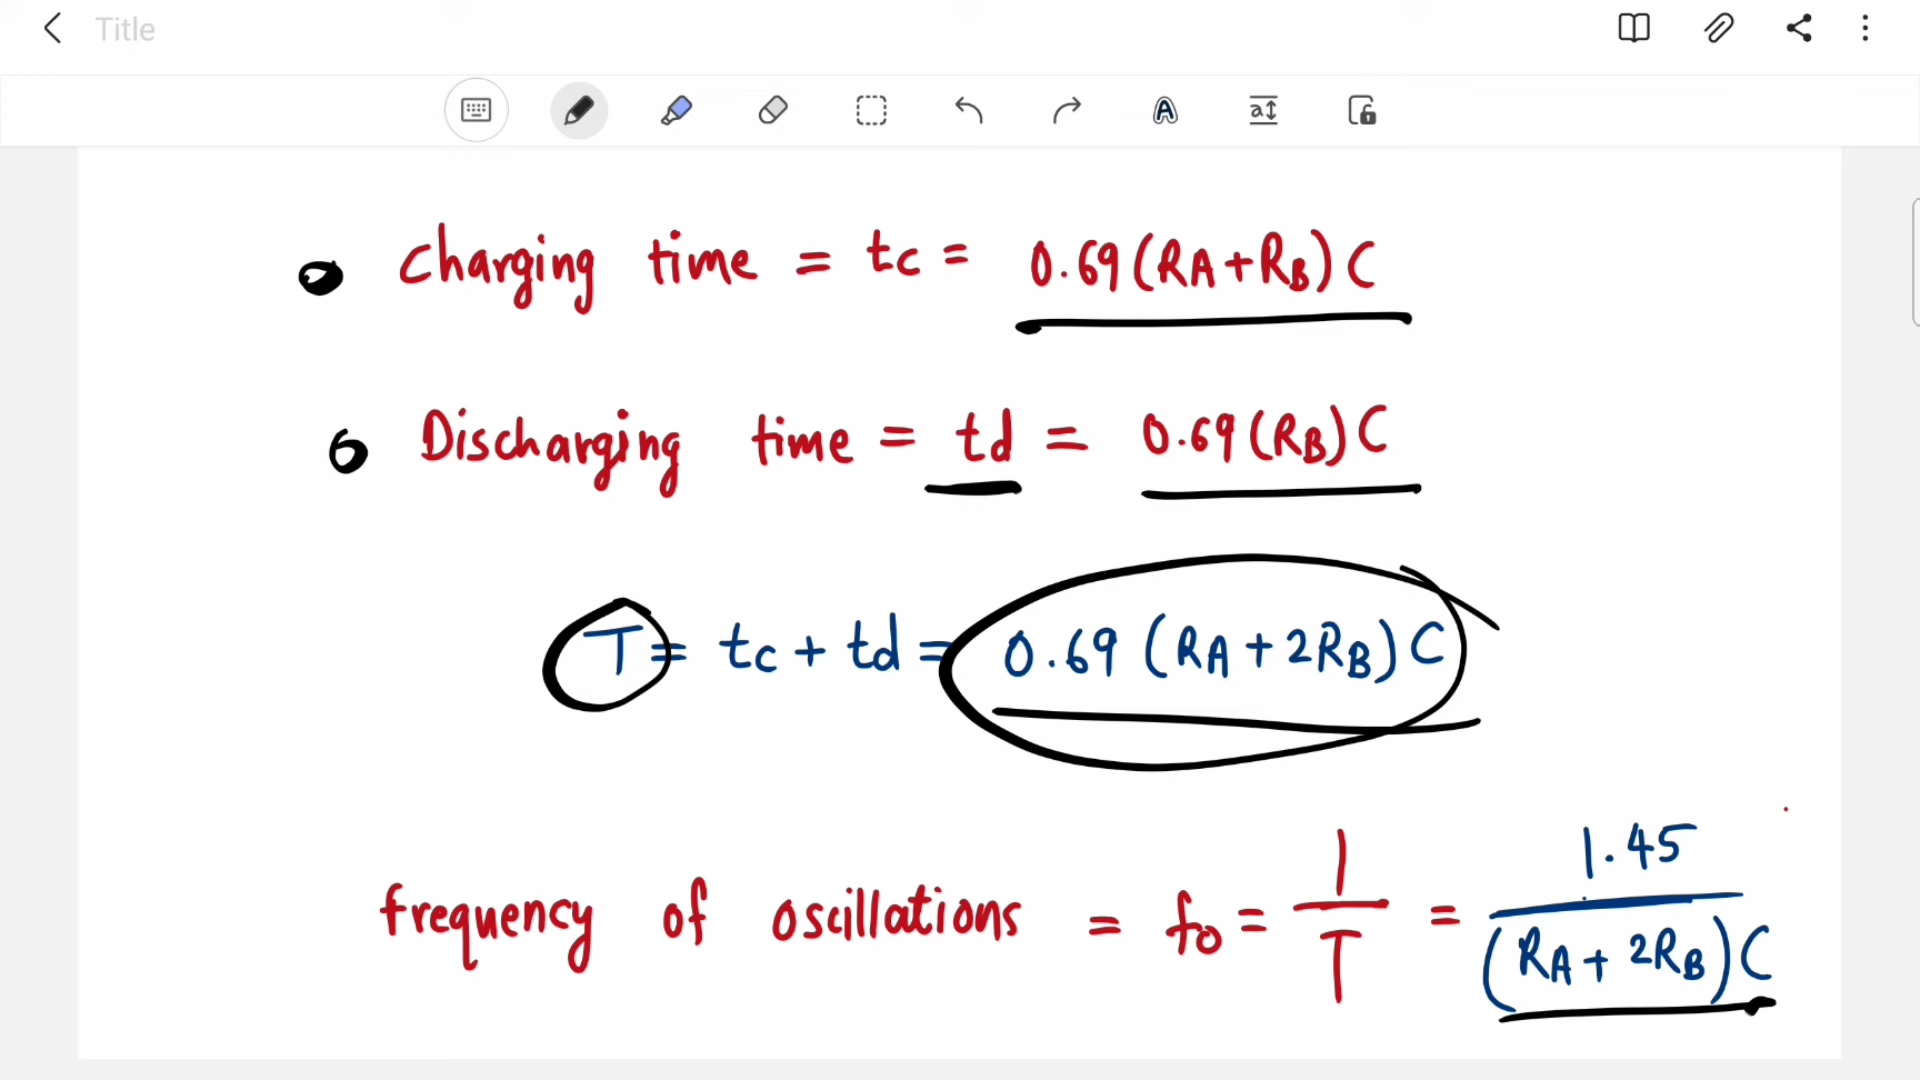 Title
Charging time = tc = 0.69(RA+RB)C
Discharging time = td = 0.69(RB)C
T = tc + td = 0.69 (RA+2RB)C
frequency of oscillations = fo = 1/T = 1.45/(RA+2RB)C